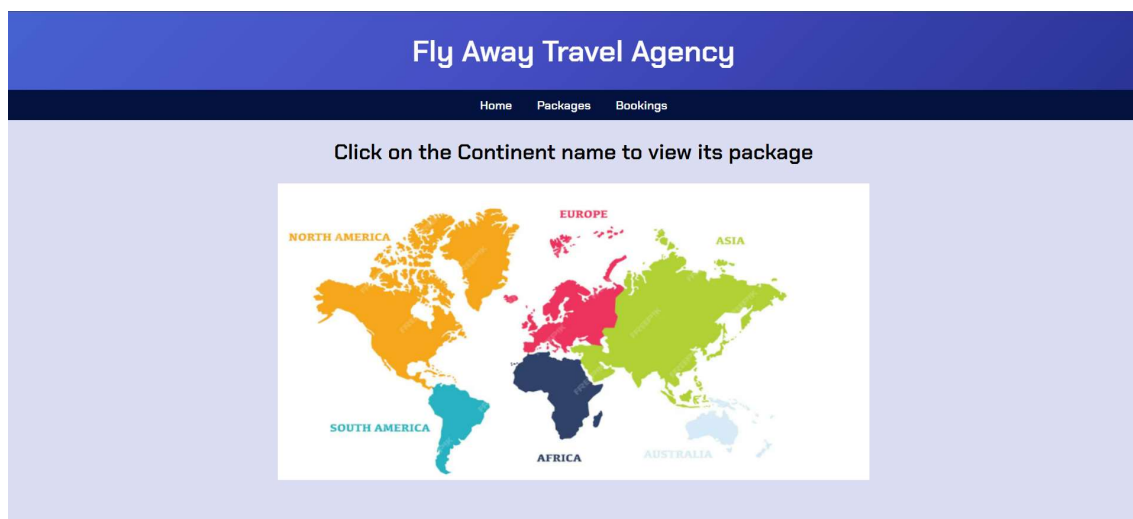 Fly Away Travel Agency
Home Packages Bookings
Click on the Continent name to view its package
EUROPE
NORTH AMERICA
ASIA
SOUTH AMERICA
AFRICA
AUSTRALIA